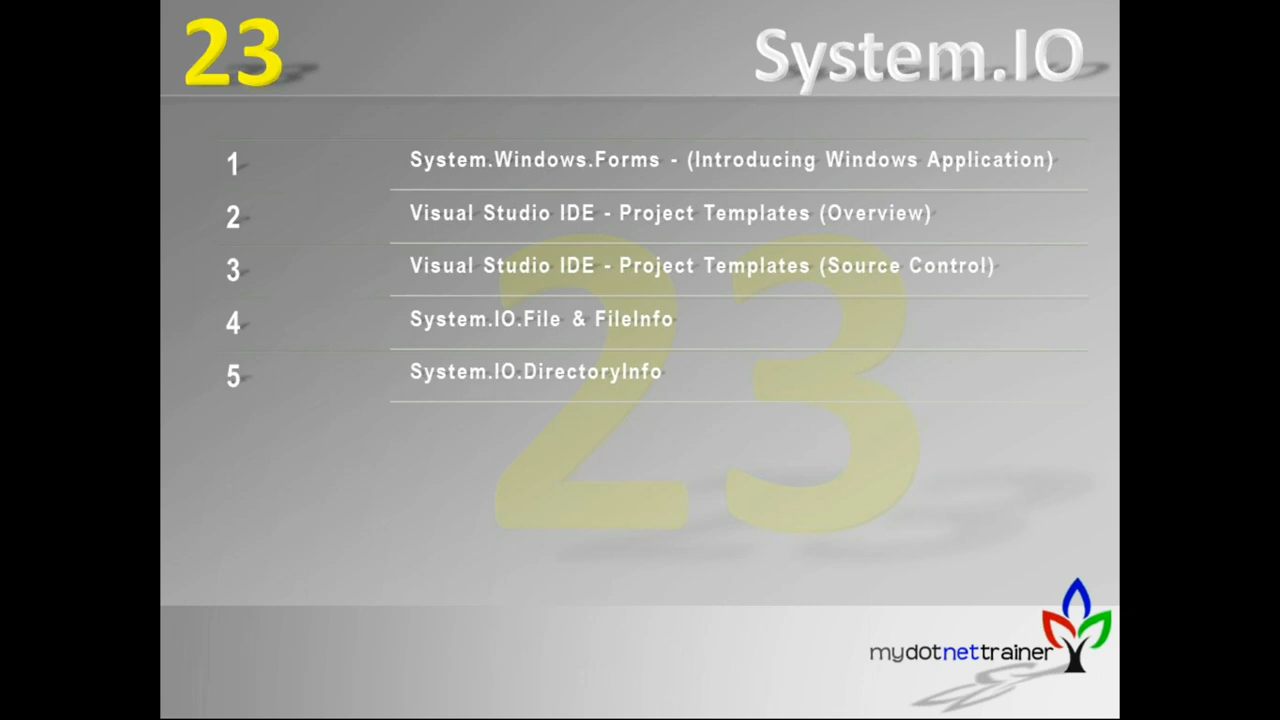 23
System.IO
1 System.Windows.Forms - (Introducing Windows Application)
2 Visual Studio IDE - Project Templates (Overview)
3 Visual Studio IDE - Project Templates (Source Control)
4 System.IO.File & FileInfo
5 System.IO.DirectoryInfo
23
mydotnettrainer